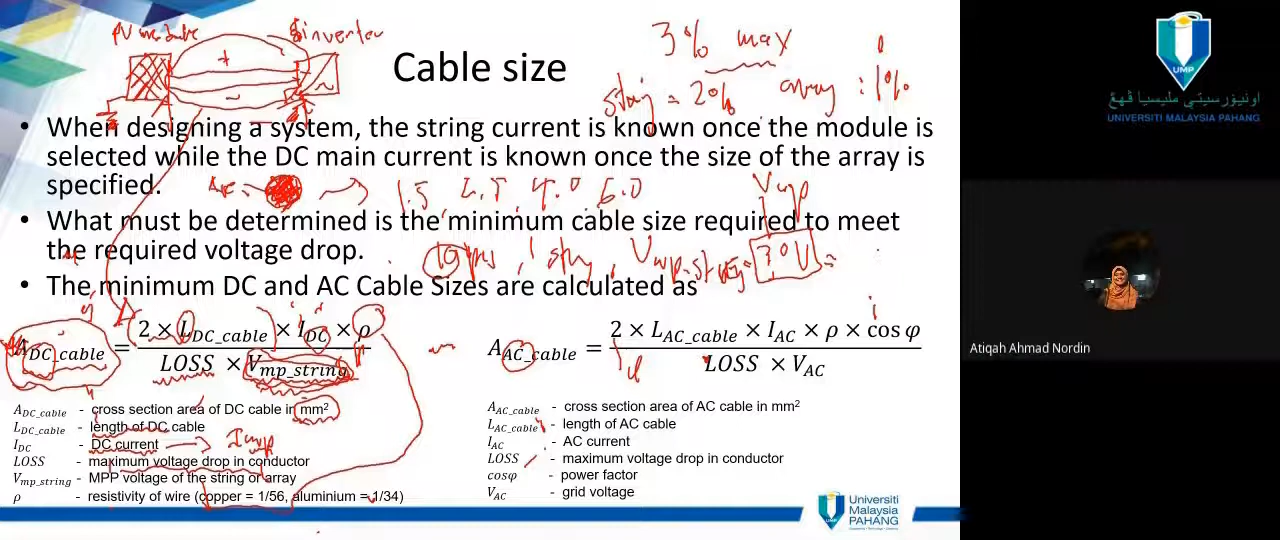 PV module
inverter
3% max
string = 2%
array : 1%
Cable size
UMP
اونيۏرسيتي مليسيا ڤهڠ
UNIVERSITI MALAYSIA PAHANG
• When designing a system, the string current is known once the module is
selected while the DC main current is known once the size of the array is
specified.
1.5 2.5 4.0 6.0
Vmp
• What must be determined is the minimum cable size required to meet
the required voltage drop.
10 pcs, 1 string, Vmp-string = 30V =
• The minimum DC and AC Cable Sizes are calculated as
A_DC_cable = (2 × L_DC_cable × I_DC × ρ) / (LOSS × V_mp_string)
A_AC_cable = (2 × L_AC_cable × I_AC × ρ × cos φ) / (LOSS × V_AC)
A_DC_cable - cross section area of DC cable in mm²
L_DC_cable - length of DC cable
I_DC - DC current → Imp
LOSS - maximum voltage drop in conductor
V_mp_string - MPP voltage of the string or array
ρ - resistivity of wire (copper = 1/56, aluminium = 1/34)
A_AC_cable - cross section area of AC cable in mm²
L_AC_cable - length of AC cable
I_AC - AC current
LOSS - maximum voltage drop in conductor
cosφ - power factor
V_AC - grid voltage
UMP
Universiti
Malaysia
PAHANG
Atiqah Ahmad Nordin